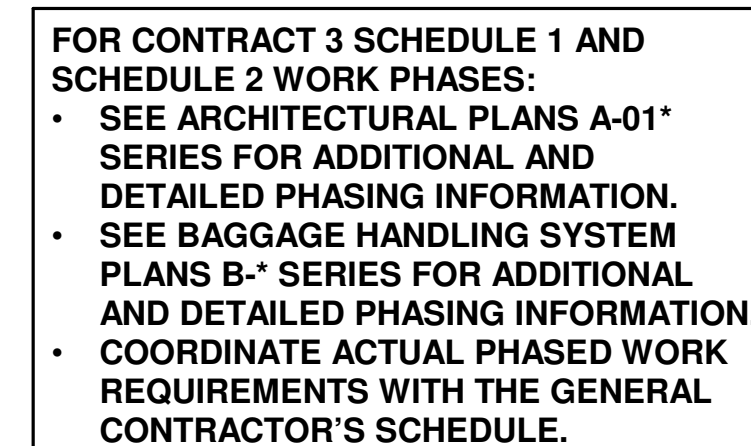 FOR CONTRACT 3 SCHEDULE 1 AND
SCHEDULE 2 WORK PHASES:
• SEE ARCHITECTURAL PLANS A-01*
SERIES FOR ADDITIONAL AND
DETAILED PHASING INFORMATION.
• SEE BAGGAGE HANDLING SYSTEM
PLANS B-* SERIES FOR ADDITIONAL
AND DETAILED PHASING INFORMATION.
• COORDINATE ACTUAL PHASED WORK
REQUIREMENTS WITH THE GENERAL
CONTRACTOR'S SCHEDULE.